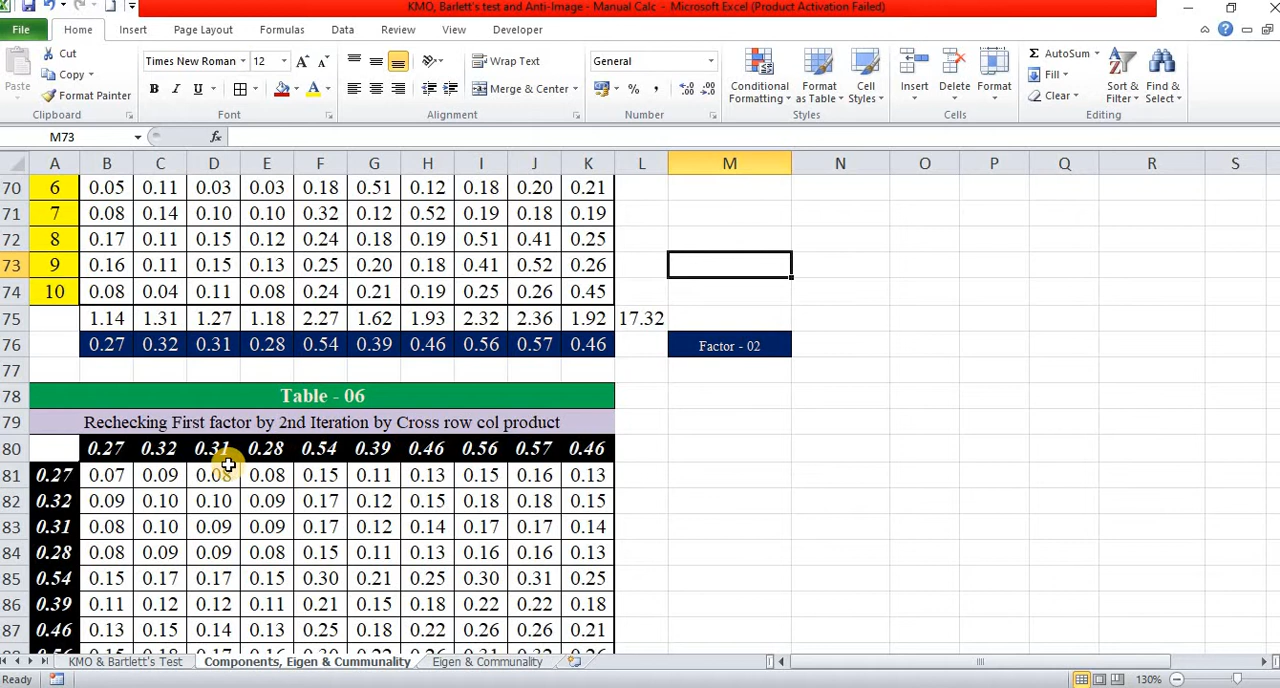 KMO, Barlett's test and Anti-Image - Manual Calc - Microsoft Excel (Product Activation Failed)
File Home Insert Page Layout Formulas Data Review View Developer
Cut Times New Roman 12 A A Wrap Text General Σ AutoSum
Copy Fill
Paste Format Painter B I U A Merge & Center % , Conditional Formatting Format as Table Cell Styles Insert Delete Format Clear Sort & Filter Find & Select
Clipboard Font Alignment Number Styles Cells Editing
M73 fx
A B C D E F G H I J K L M N O P Q R S
70 6 0.05 0.11 0.03 0.03 0.18 0.51 0.12 0.18 0.20 0.21
71 7 0.08 0.14 0.10 0.10 0.32 0.12 0.52 0.19 0.18 0.19
72 8 0.17 0.11 0.15 0.12 0.24 0.18 0.19 0.51 0.41 0.25
73 9 0.16 0.11 0.15 0.13 0.25 0.20 0.18 0.41 0.52 0.26
74 10 0.08 0.04 0.11 0.08 0.24 0.21 0.19 0.25 0.26 0.45
75 1.14 1.31 1.27 1.18 2.27 1.62 1.93 2.32 2.36 1.92 17.32
76 0.27 0.32 0.31 0.28 0.54 0.39 0.46 0.56 0.57 0.46 Factor - 02
77
78 Table - 06
79 Rechecking First factor by 2nd Iteration by Cross row col product
80 0.27 0.32 0.31 0.28 0.54 0.39 0.46 0.56 0.57 0.46
81 0.27 0.07 0.09 0.08 0.08 0.15 0.11 0.13 0.15 0.16 0.13
82 0.32 0.09 0.10 0.10 0.09 0.17 0.12 0.15 0.18 0.18 0.15
83 0.31 0.08 0.10 0.09 0.09 0.17 0.12 0.14 0.17 0.17 0.14
84 0.28 0.08 0.09 0.09 0.08 0.15 0.11 0.13 0.16 0.16 0.13
85 0.54 0.15 0.17 0.17 0.15 0.30 0.21 0.25 0.30 0.31 0.25
86 0.39 0.11 0.12 0.12 0.11 0.21 0.15 0.18 0.22 0.22 0.18
87 0.46 0.13 0.15 0.14 0.13 0.25 0.18 0.22 0.26 0.26 0.21
KMO & Bartlett's Test Components, Eigen & Cummunality Eigen & Communality
Ready 130%